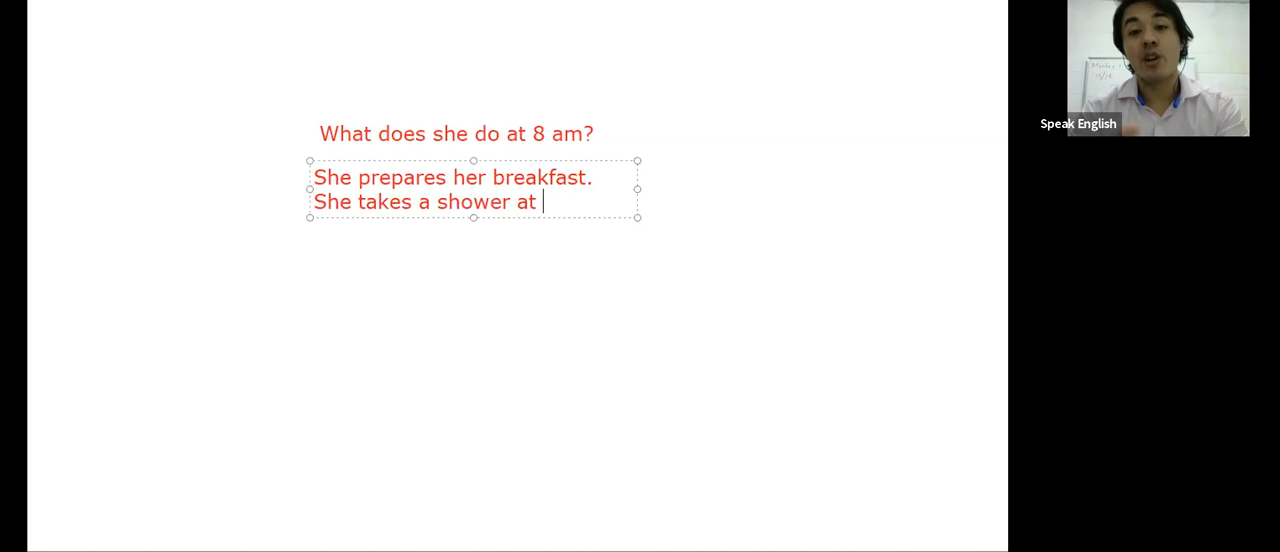 What does she do at 8 am?
She prepares her breakfast.
She takes a shower at
Speak English